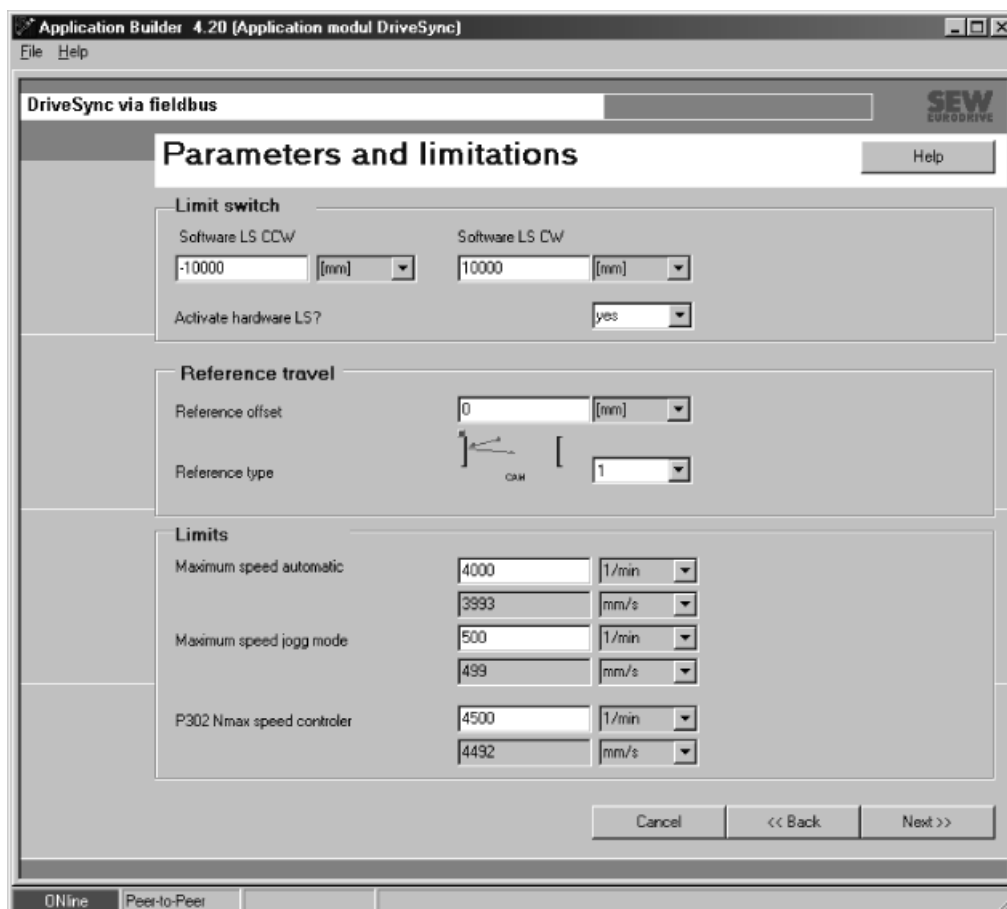 Application Builder 4.20 (Application modul DriveSync)
File Help
DriveSync via fieldbus
SEW
EURODRIVE
Parameters and limitations
Help
Limit switch
Software LS CCW Software LS CW
-10000 [mm] 10000 [mm]
Activate hardware LS? yes
Reference travel
Reference offset 0 [mm]
CAM
Reference type 1
Limits
Maximum speed automatic 4000 1/min
3993 mm/s
Maximum speed jogg mode 500 1/min
499 mm/s
P302 Nmax speed controler 4500 1/min
4492 mm/s
Cancel << Back Next >>
ONline Peer-to-Peer